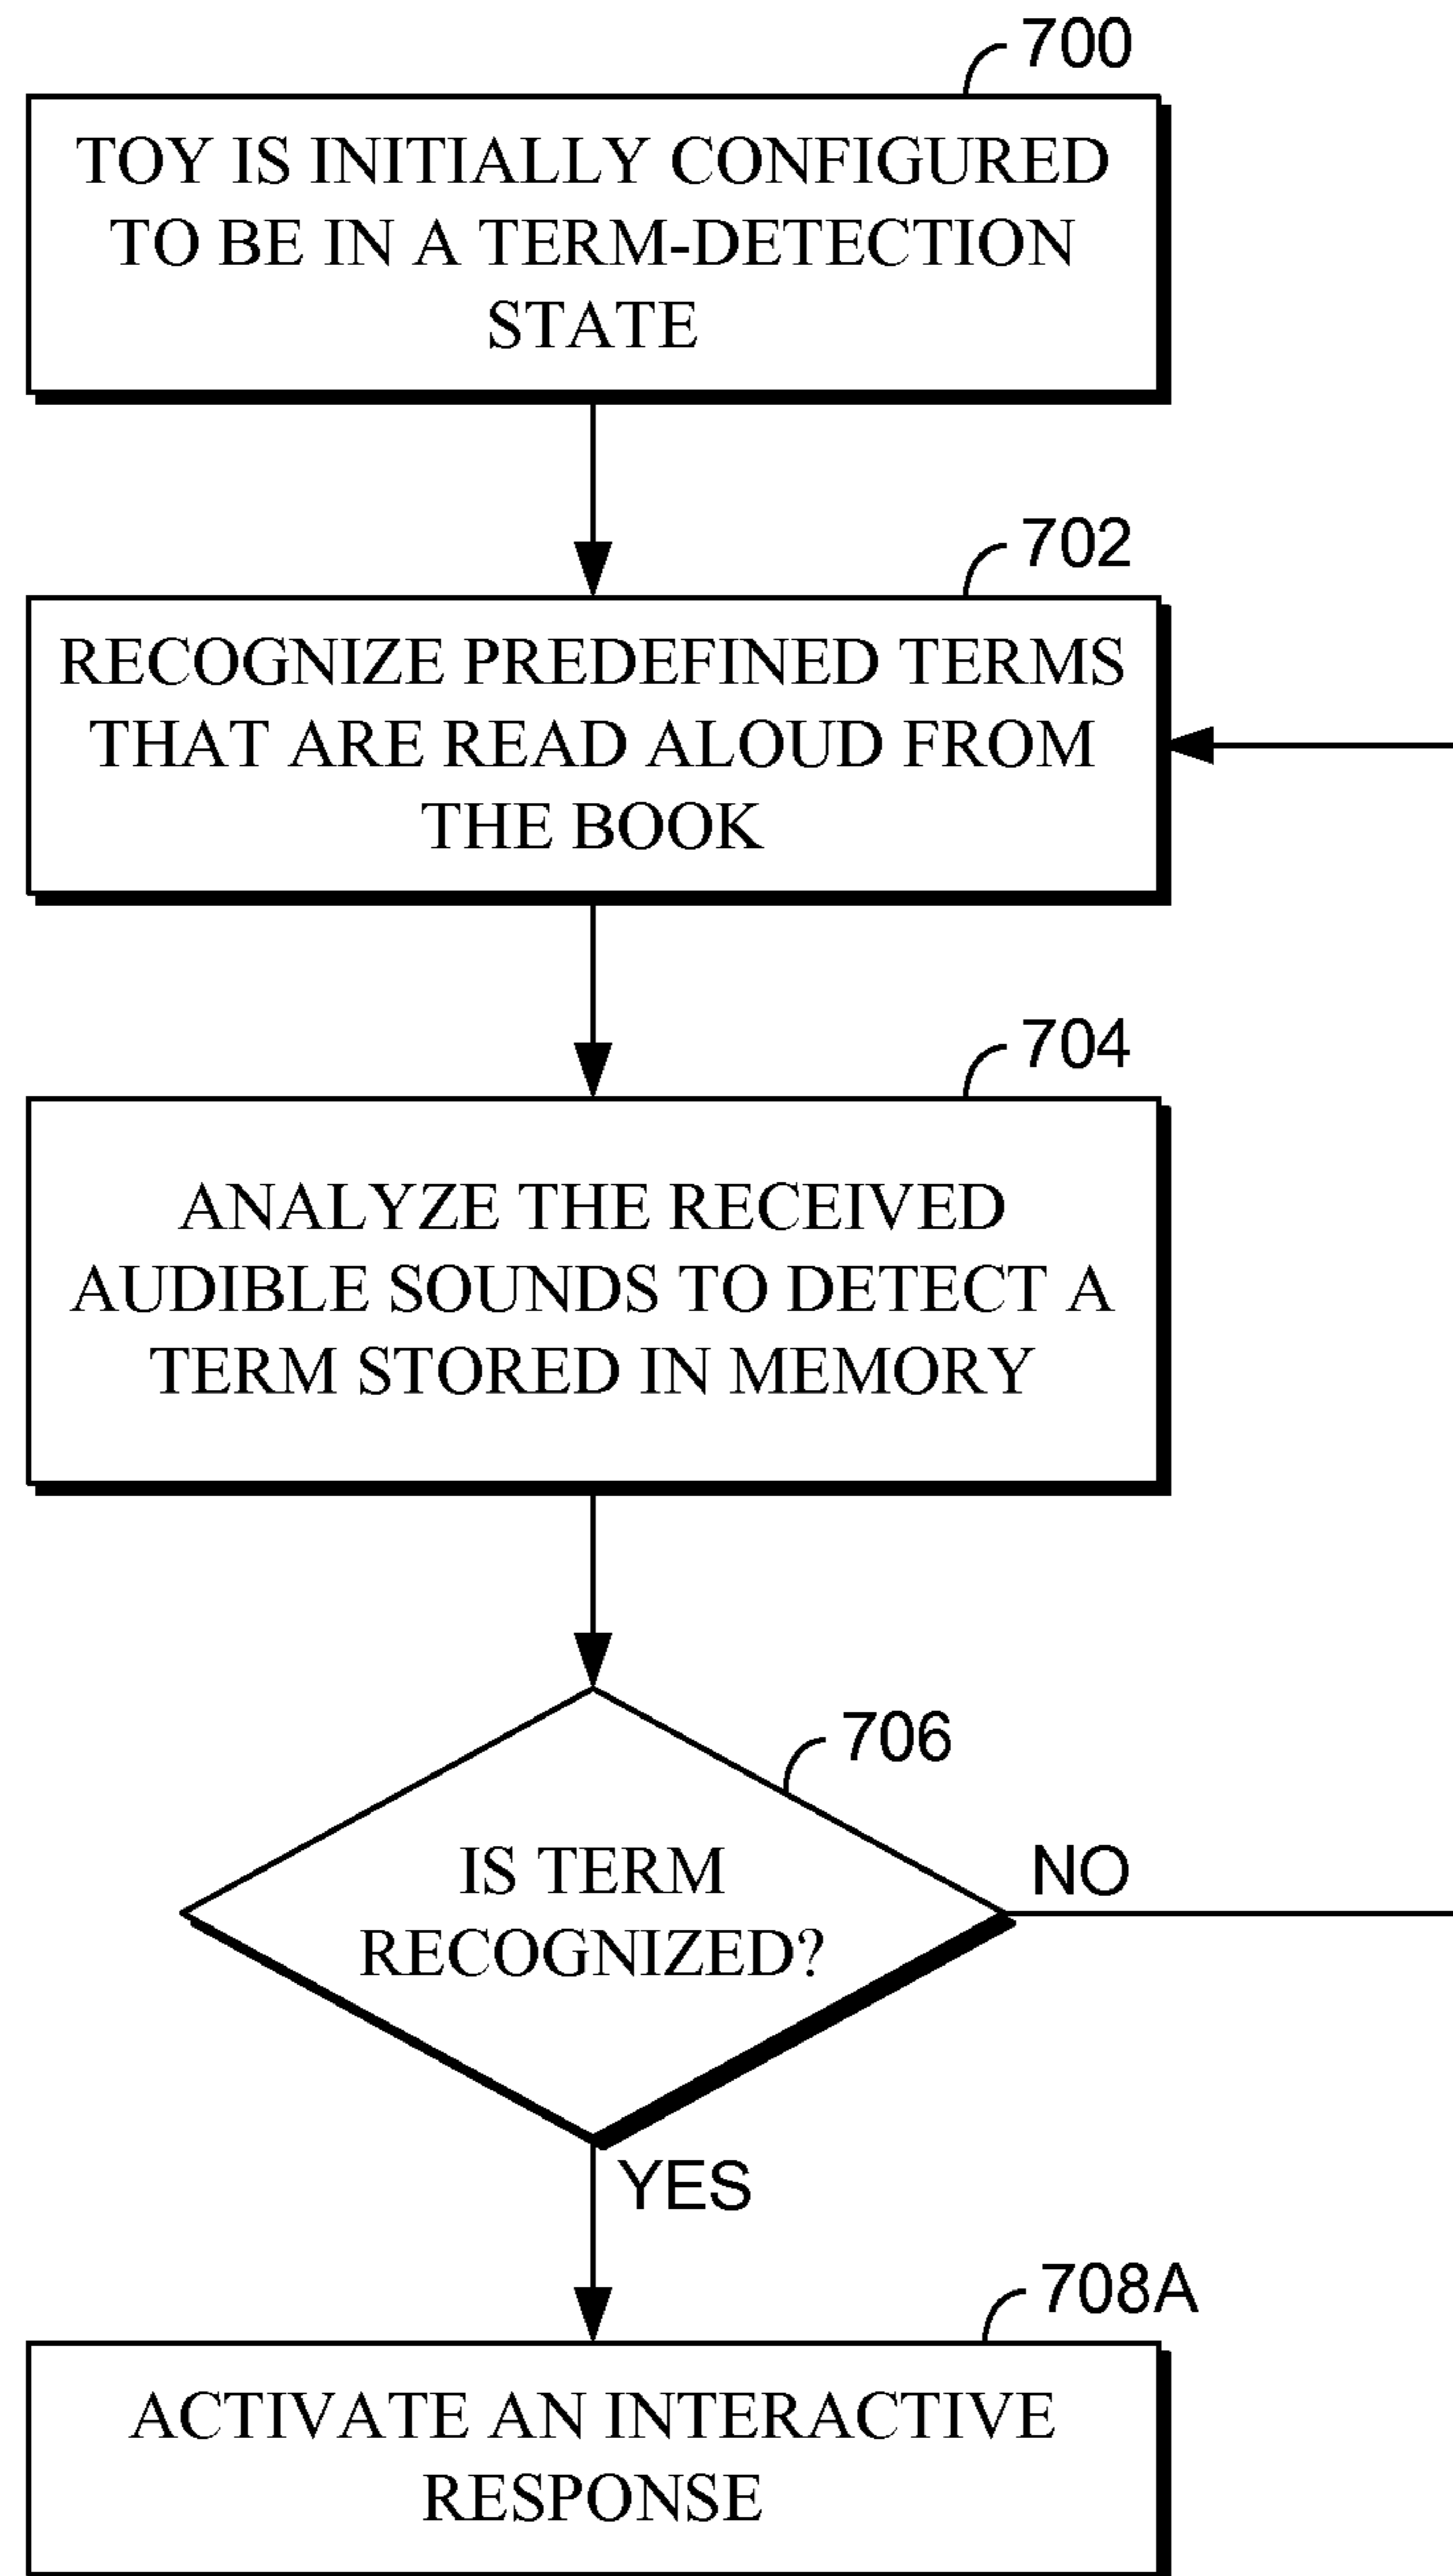 700
TOY IS INITIALLY CONFIGURED
TO BE IN A TERM-DETECTION
STATE
702
RECOGNIZE PREDEFINED TERMS
THAT ARE READ ALOUD FROM
THE BOOK
704
ANALYZE THE RECEIVED
AUDIBLE SOUNDS TO DETECT A
TERM STORED IN MEMORY
706
IS TERM
RECOGNIZED?
NO
YES
708A
ACTIVATE AN INTERACTIVE
RESPONSE